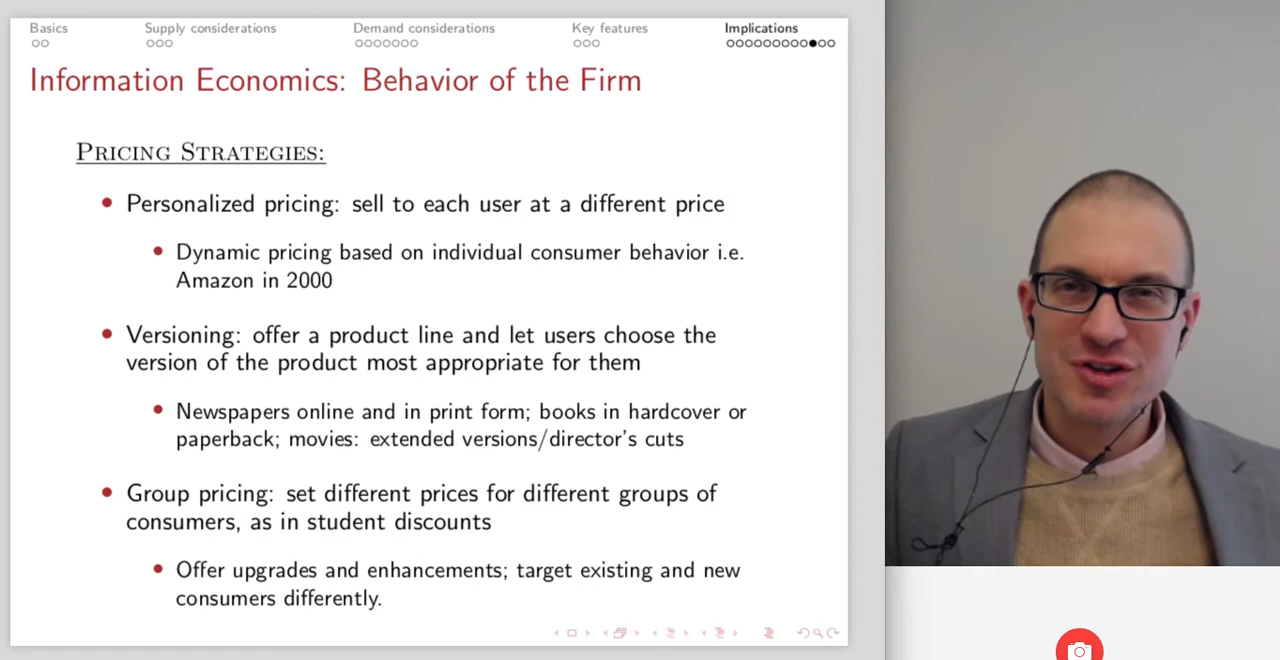 Basics Supply considerations Demand considerations Key features Implications
Information Economics: Behavior of the Firm
Pricing Strategies:
Personalized pricing: sell to each user at a different price
Dynamic pricing based on individual consumer behavior i.e.
Amazon in 2000
Versioning: offer a product line and let users choose the
version of the product most appropriate for them
Newspapers online and in print form; books in hardcover or
paperback; movies: extended versions/director's cuts
Group pricing: set different prices for different groups of
consumers, as in student discounts
Offer upgrades and enhancements; target existing and new
consumers differently.